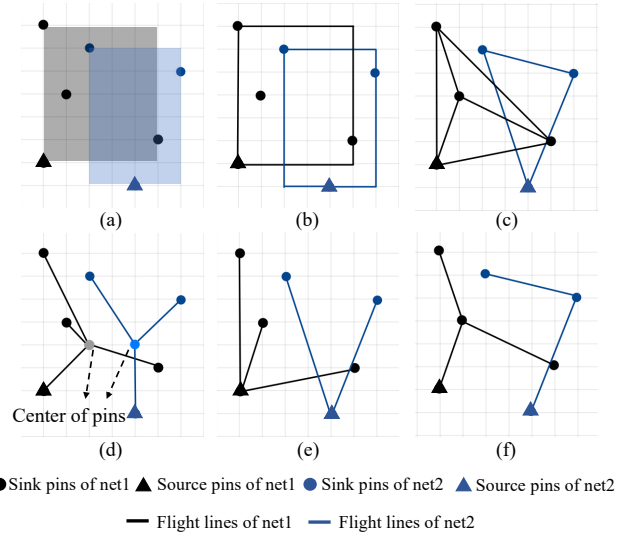 (a) (b) (c)
Center of pins
(d) (e) (f)
Sink pins of net1 Source pins of net1 Sink pins of net2 Source pins of net2
Flight lines of net1 Flight lines of net2